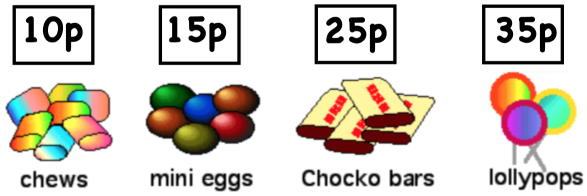 10p 15p 25p 35p
chews mini eggs Chocko bars lollypops